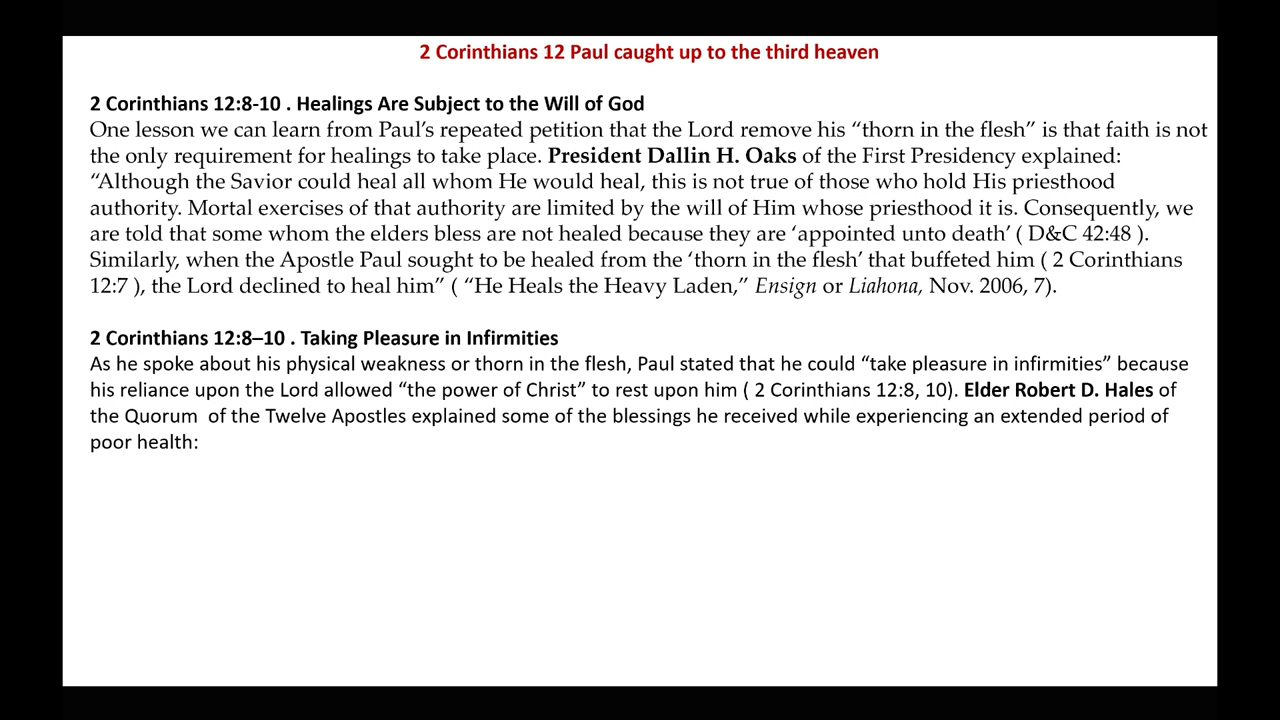 2 Corinthians 12 Paul caught up to the third heaven
2 Corinthians 12:8-10 . Healings Are Subject to the Will of God
One lesson we can learn from Paul’s repeated petition that the Lord remove his “thorn in the flesh” is that faith is not
the only requirement for healings to take place. President Dallin H. Oaks of the First Presidency explained:
“Although the Savior could heal all whom He would heal, this is not true of those who hold His priesthood
authority. Mortal exercises of that authority are limited by the will of Him whose priesthood it is. Consequently, we
are told that some whom the elders bless are not healed because they are ‘appointed unto death’ ( D&C 42:48 ).
Similarly, when the Apostle Paul sought to be healed from the ‘thorn in the flesh’ that buffeted him ( 2 Corinthians
12:7 ), the Lord declined to heal him” ( “He Heals the Heavy Laden,” Ensign or Liahona, Nov. 2006, 7).
2 Corinthians 12:8–10 . Taking Pleasure in Infirmities
As he spoke about his physical weakness or thorn in the flesh, Paul stated that he could “take pleasure in infirmities” because
his reliance upon the Lord allowed “the power of Christ” to rest upon him ( 2 Corinthians 12:8, 10). Elder Robert D. Hales of
the Quorum  of the Twelve Apostles explained some of the blessings he received while experiencing an extended period of
poor health: